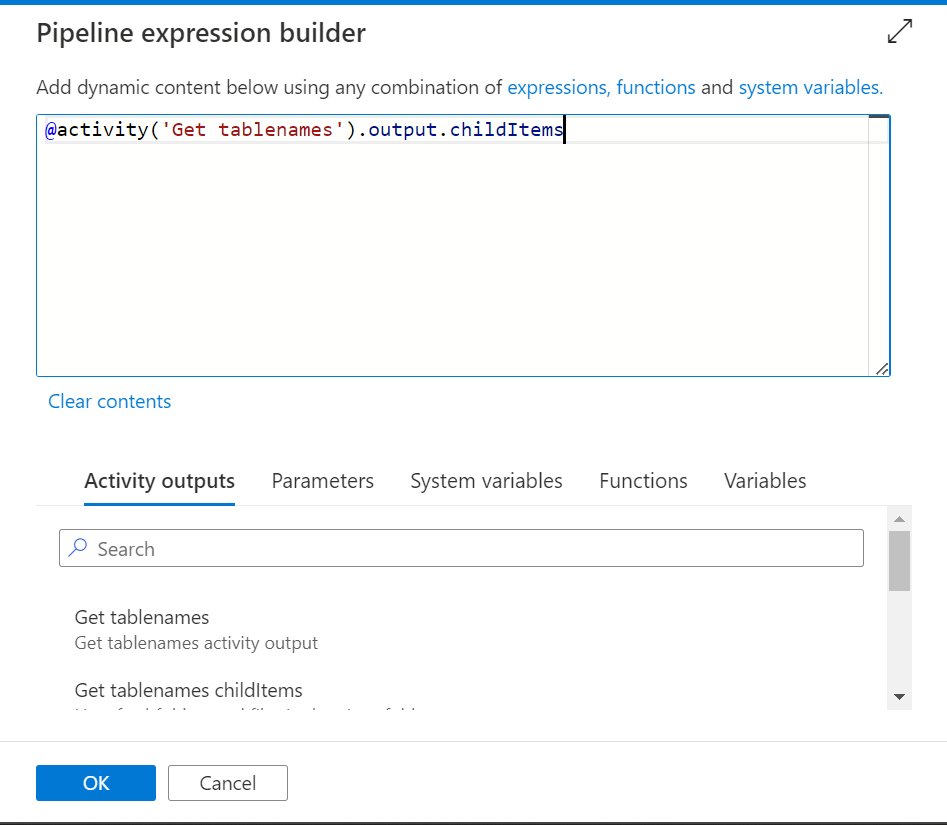 Pipeline expression builder
Add dynamic content below using any combination of expressions, functions and system variables.
@activity('Get tablenames').output.childItems
Clear contents
Activity outputs Parameters System variables Functions Variables
Search
Get tablenames
Get tablenames activity output
Get tablenames childItems
OK Cancel